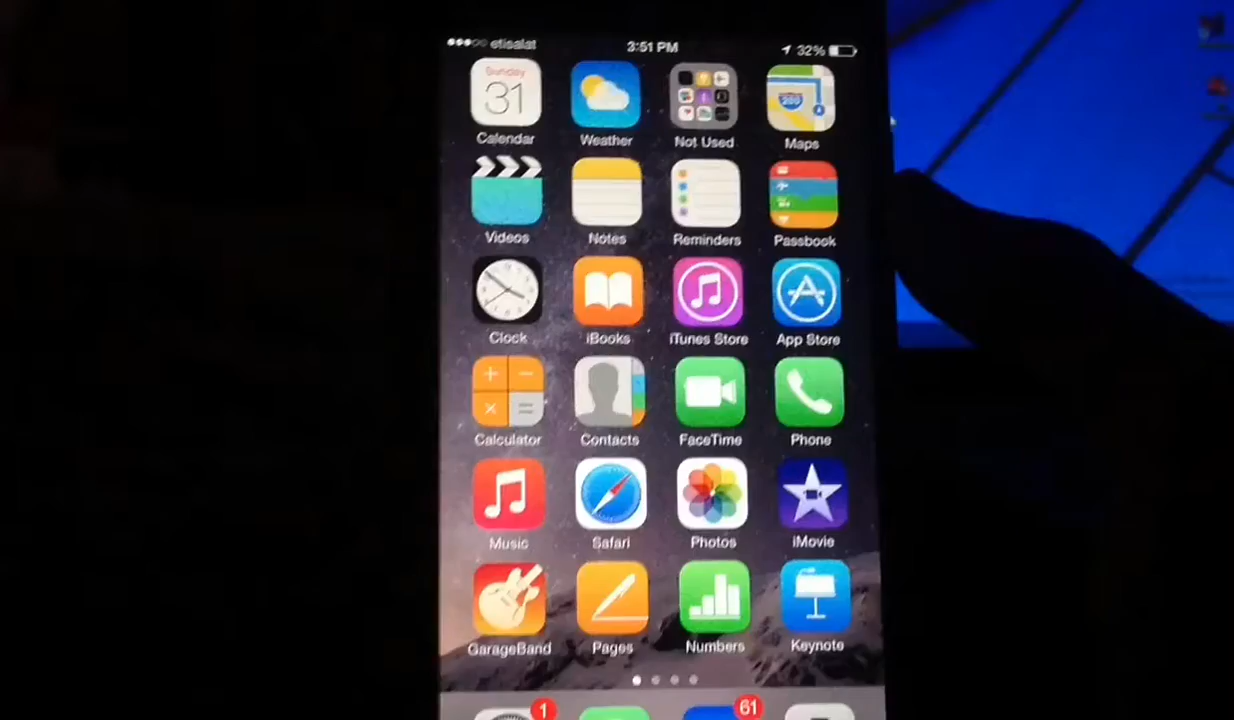 etisalat 3:51 PM 32%
Sunday
31
280
Calendar Weather Not Used Maps
Videos Notes Reminders Passbook
Clock iBooks iTunes Store App Store
Calculator Contacts FaceTime Phone
Music Safari Photos iMovie
GarageBand Pages Numbers Keynote
1 61